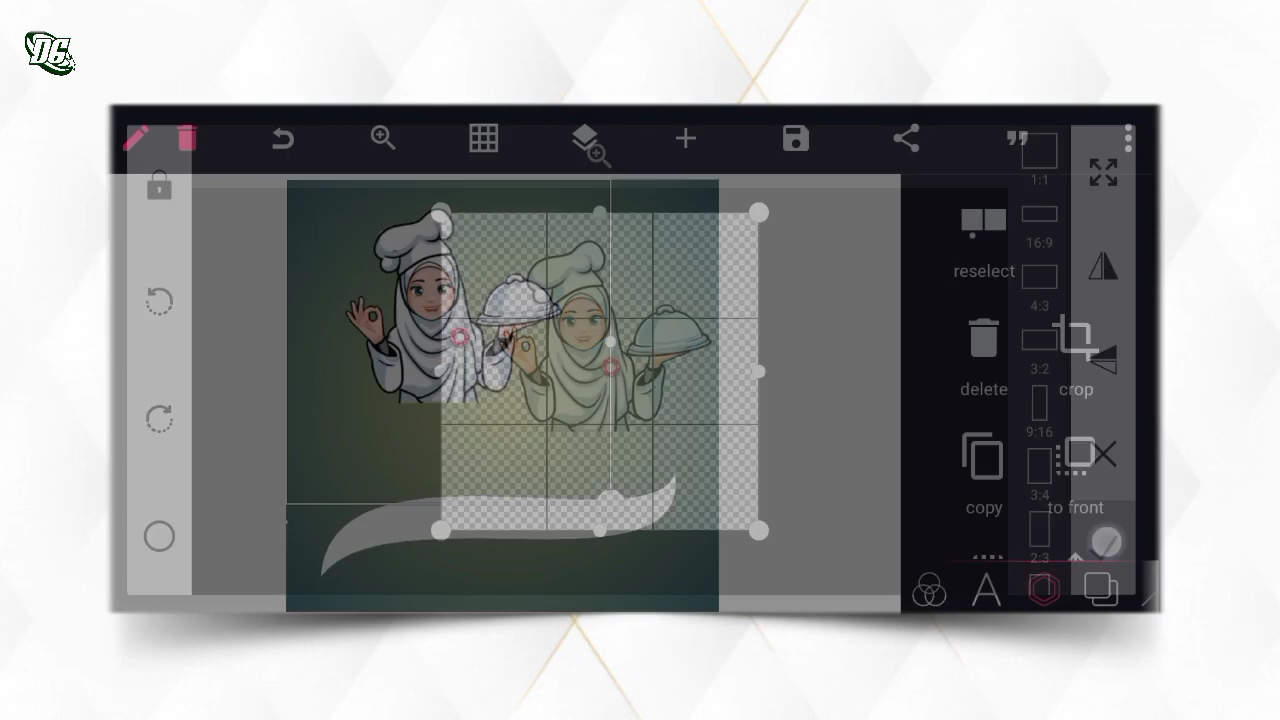 D6
1:1
16:9
reselect
4:3
3:2
delete
crop
9:16
3:4
copy
to front
2:3
A